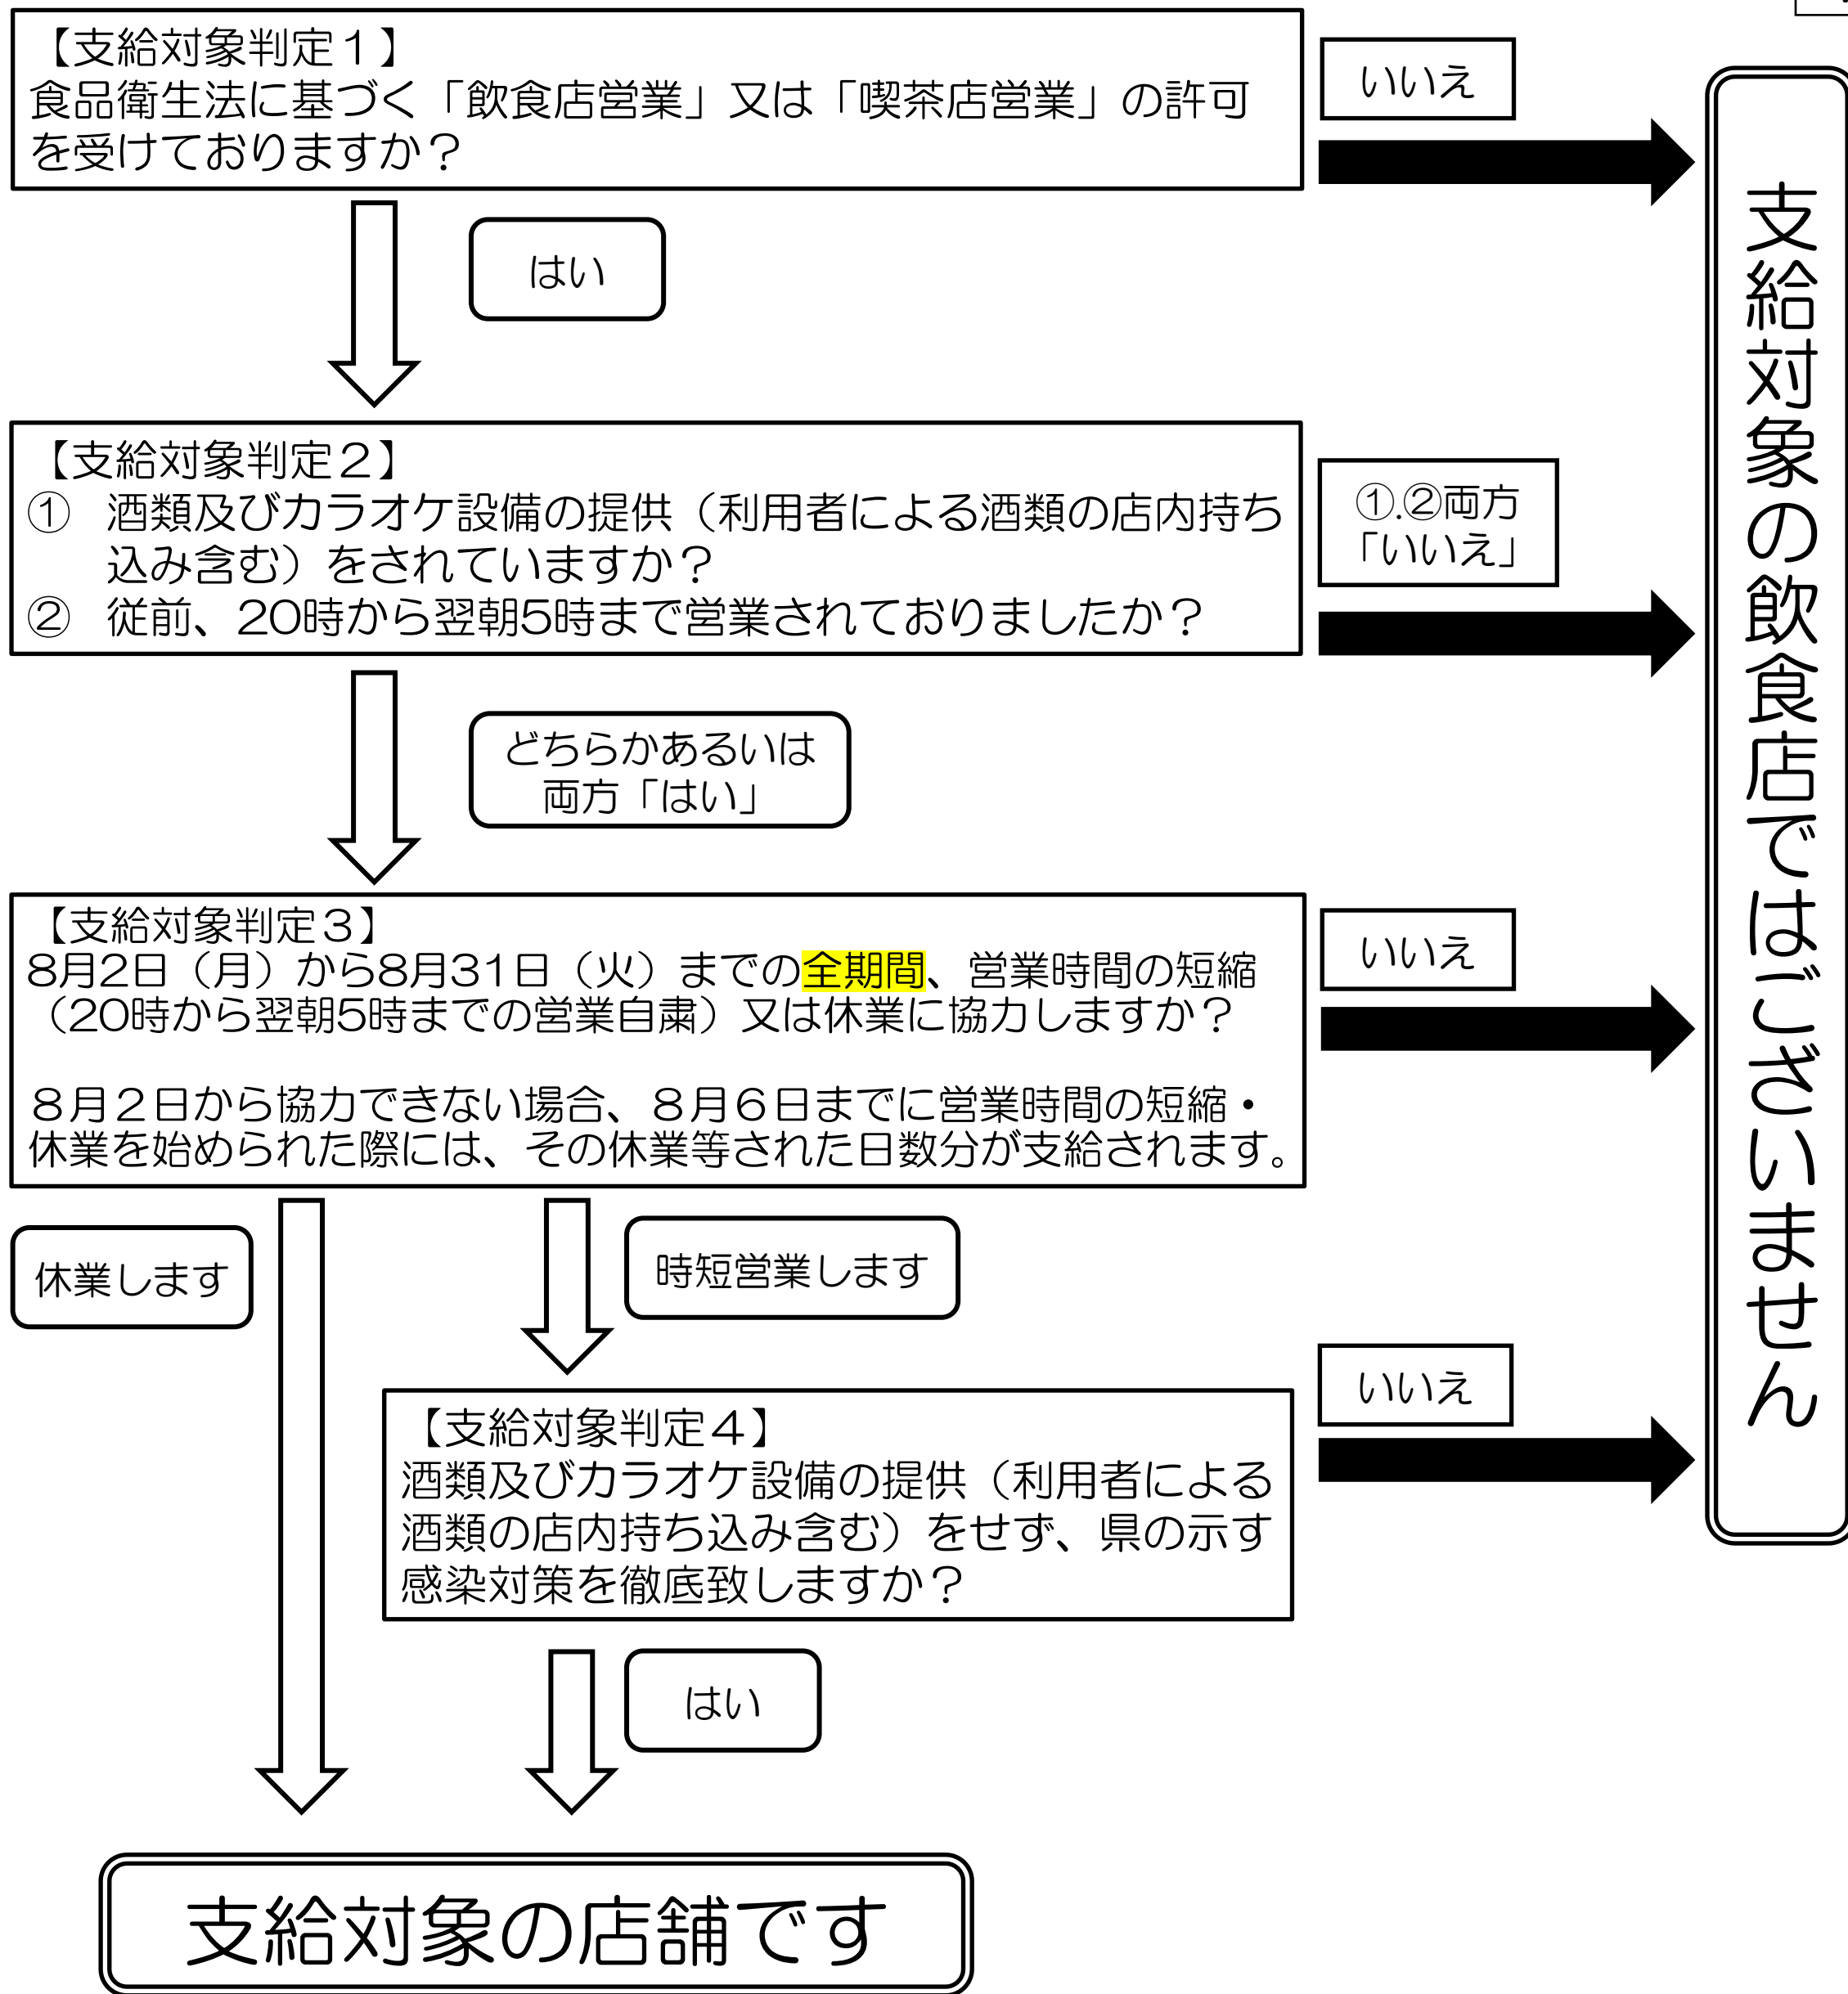 【支給対象判定１】
食品衛生法に基づく「飲食店営業」又は「喫茶店営業」の許可
を受けておりますか？
いいえ
はい
【支給対象判定２】
①　酒類及びカラオケ設備の提供（利用者による酒類の店内持ち
込み含む）をされていますか？
②　従前、20時から翌朝5時まで営業されておりましたか？
①.②両方
「いいえ」
どちらかあるいは
両方「はい」
【支給対象判定３】
8月2日（月）から8月31日（火）までの全期間、営業時間の短縮
（20時から翌朝5時までの営業自粛）又は休業に協力しますか？
８月２日から協力できない場合、８月６日までに営業時間の短縮・
休業を始められた際には、その休業等された日数分が支給されます。
いいえ
休業します
時短営業します
【支給対象判定４】
酒類及びカラオケ設備の提供（利用者による
酒類の店内持ち込み含む）をせず、県の示す
感染対策を徹底致しますか？
いいえ
はい
支給対象の店舗です
支給対象の飲食店ではございません